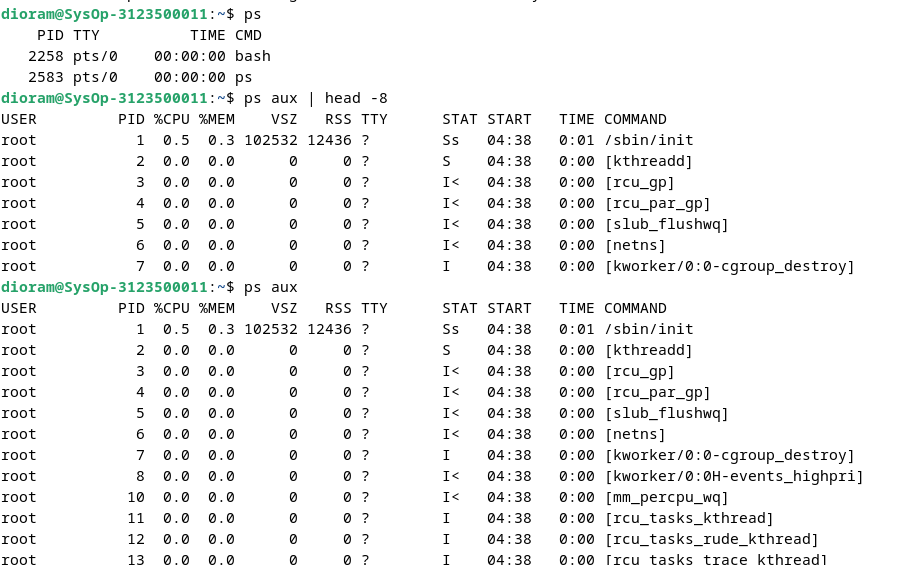 dioram@SysOp-3123500011:~$ ps
    PID TTY          TIME CMD
   2258 pts/0    00:00:00 bash
   2583 pts/0    00:00:00 ps
dioram@SysOp-3123500011:~$ ps aux | head -8
USER         PID %CPU %MEM    VSZ   RSS TTY      STAT START   TIME COMMAND
root           1  0.5  0.3 102532 12436 ?        Ss   04:38   0:01 /sbin/init
root           2  0.0  0.0      0     0 ?        S    04:38   0:00 [kthreadd]
root           3  0.0  0.0      0     0 ?        I<   04:38   0:00 [rcu_gp]
root           4  0.0  0.0      0     0 ?        I<   04:38   0:00 [rcu_par_gp]
root           5  0.0  0.0      0     0 ?        I<   04:38   0:00 [slub_flushwq]
root           6  0.0  0.0      0     0 ?        I<   04:38   0:00 [netns]
root           7  0.0  0.0      0     0 ?        I    04:38   0:00 [kworker/0:0-cgroup_destroy]
dioram@SysOp-3123500011:~$ ps aux
USER         PID %CPU %MEM    VSZ   RSS TTY      STAT START   TIME COMMAND
root           1  0.5  0.3 102532 12436 ?        Ss   04:38   0:01 /sbin/init
root           2  0.0  0.0      0     0 ?        S    04:38   0:00 [kthreadd]
root           3  0.0  0.0      0     0 ?        I<   04:38   0:00 [rcu_gp]
root           4  0.0  0.0      0     0 ?        I<   04:38   0:00 [rcu_par_gp]
root           5  0.0  0.0      0     0 ?        I<   04:38   0:00 [slub_flushwq]
root           6  0.0  0.0      0     0 ?        I<   04:38   0:00 [netns]
root           7  0.0  0.0      0     0 ?        I    04:38   0:00 [kworker/0:0-cgroup_destroy]
root           8  0.0  0.0      0     0 ?        I<   04:38   0:00 [kworker/0:0H-events_highpri]
root          10  0.0  0.0      0     0 ?        I<   04:38   0:00 [mm_percpu_wq]
root          11  0.0  0.0      0     0 ?        I    04:38   0:00 [rcu_tasks_kthread]
root          12  0.0  0.0      0     0 ?        I    04:38   0:00 [rcu_tasks_rude_kthread]
root          13  0.0  0.0      0     0 ?        I    04:38   0:00 [rcu_tasks_trace_kthread]